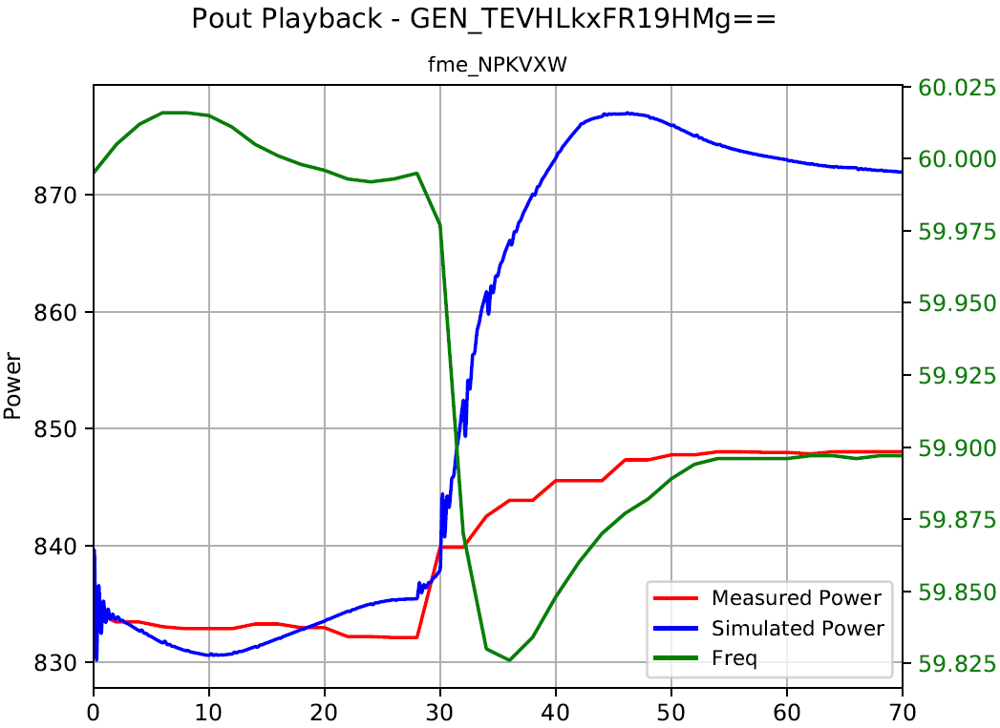 Pout Playback - GEN_TEVHLkxFR19HMg==
fme_NPKVXW
60.025
60.000
870
59.975
860
59.950
Power
59.925
850
59.900
59.875
840
59.850
Measured Power
Simulated Power
Freq
830
59.825
0 10 20 30 40 50 60 70